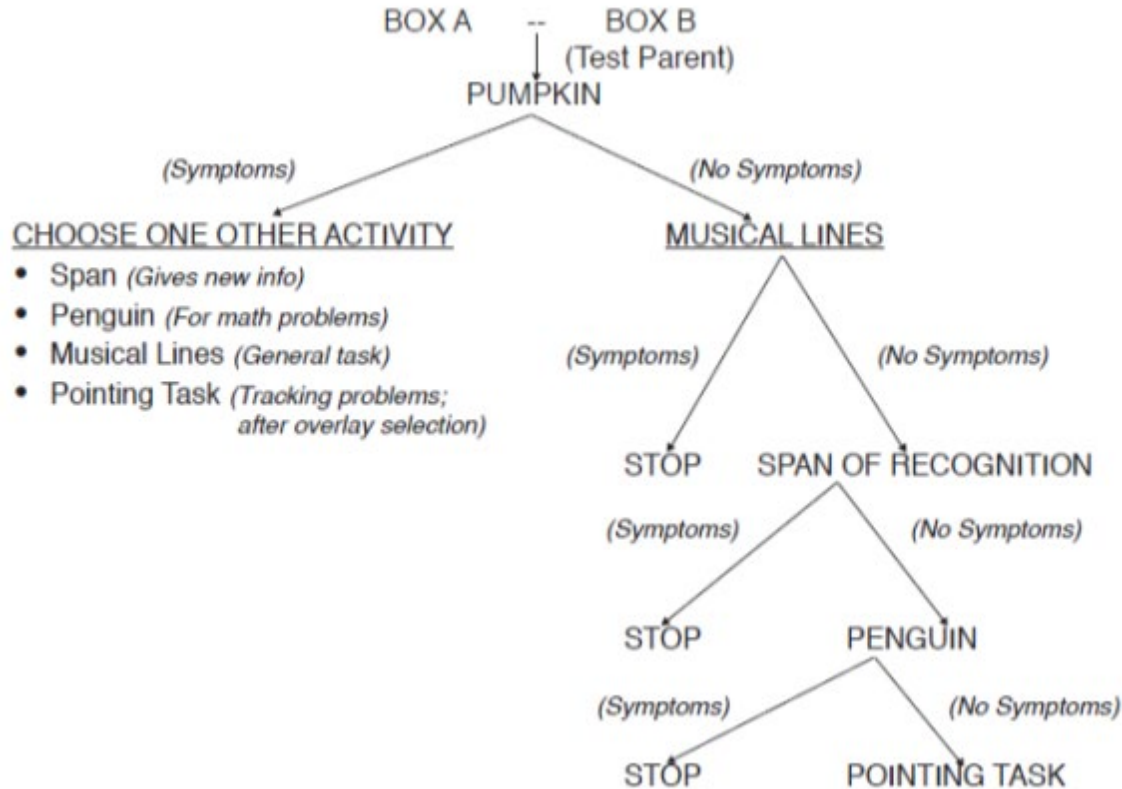 BOX A -- BOX B
(Test Parent)
PUMPKIN
(Symptoms)
(No Symptoms)
CHOOSE ONE OTHER ACTIVITY
• Span (Gives new info)
• Penguin (For math problems)
• Musical Lines (General task)
• Pointing Task (Tracking problems;
after overlay selection)
MUSICAL LINES
(Symptoms)
(No Symptoms)
STOP
SPAN OF RECOGNITION
(Symptoms)
(No Symptoms)
STOP
PENGUIN
(Symptoms)
(No Symptoms)
STOP
POINTING TASK